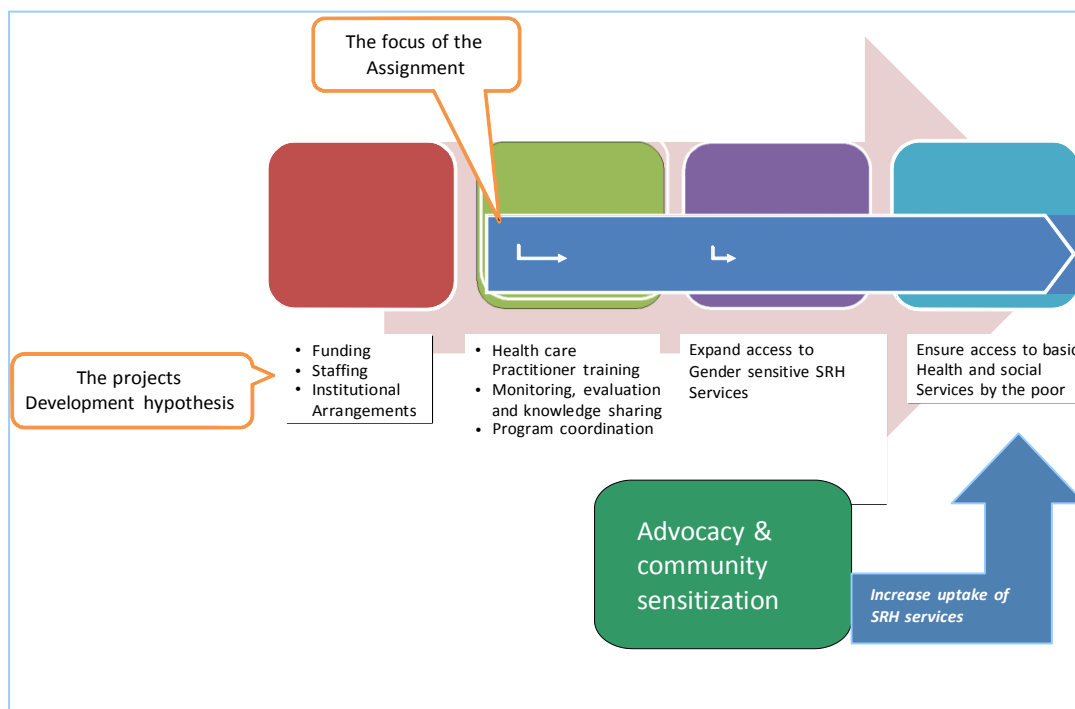 The focus of the
Assignment
The projects
Development hypothesis
• Funding
• Staffing
• Institutional
Arrangements
• Health care
Practitioner training
• Monitoring, evaluation
and knowledge sharing
• Program coordination
Expand access to
Gender sensitive SRH
Services
Ensure access to basic
Health and social
Services by the poor
Advocacy &
community
sensitization
Increase uptake of
SRH services